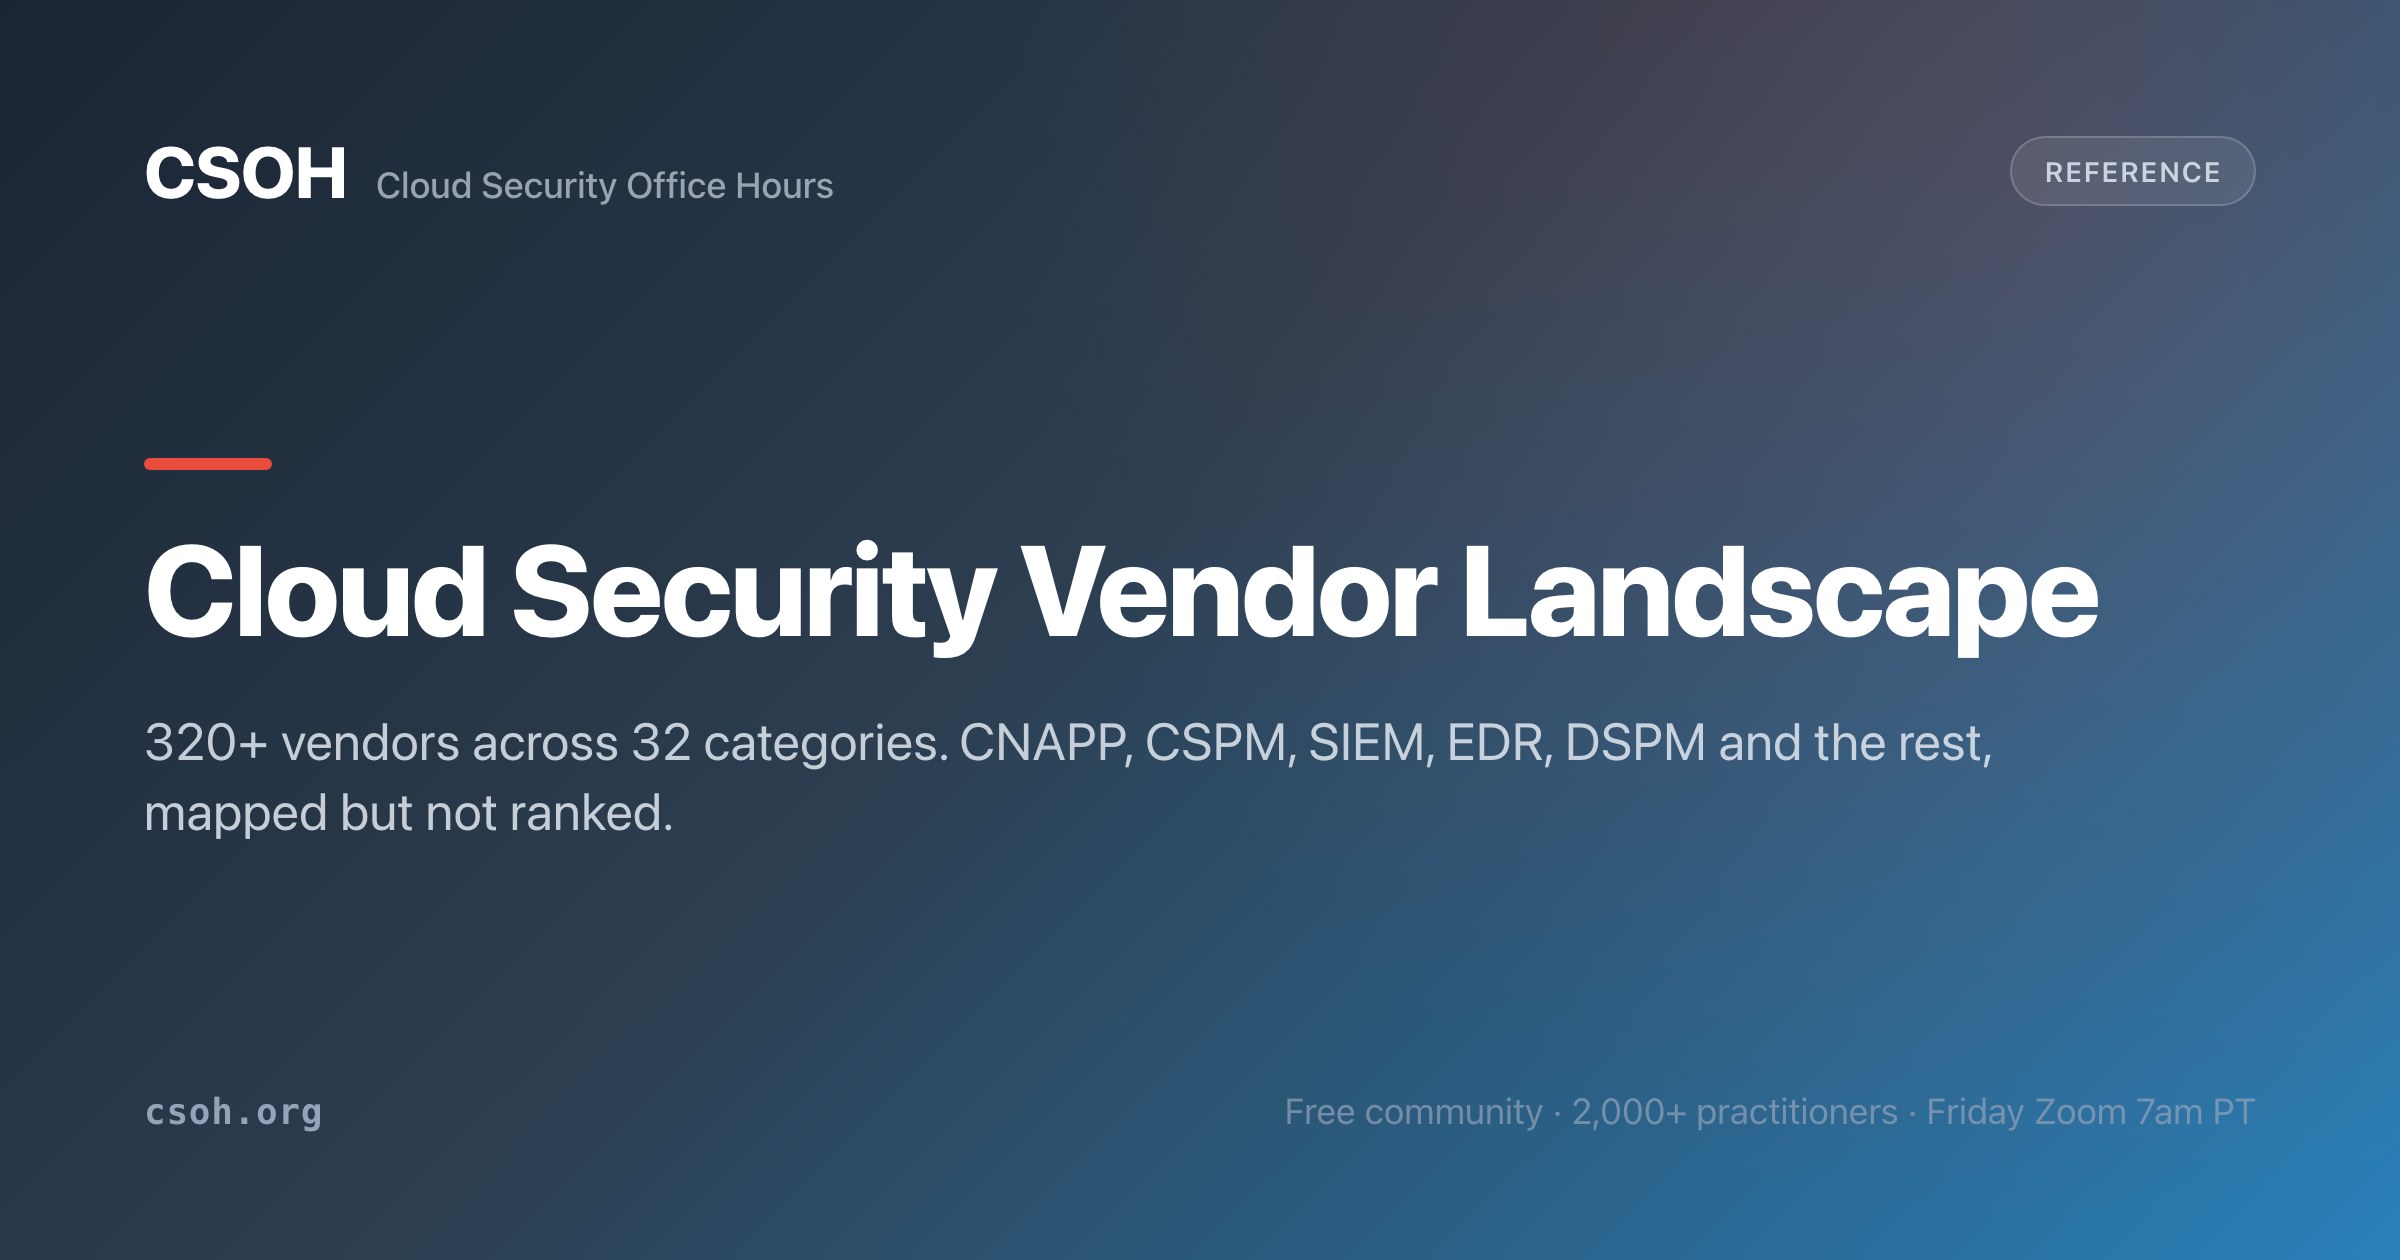 CSOH Cloud Security Office Hours
REFERENCE
Cloud Security Vendor Landscape
320+ vendors across 32 categories. CNAPP, CSPM, SIEM, EDR, DSPM and the rest,
mapped but not ranked.
csoh.org
Free community · 2,000+ practitioners · Friday Zoom 7am PT